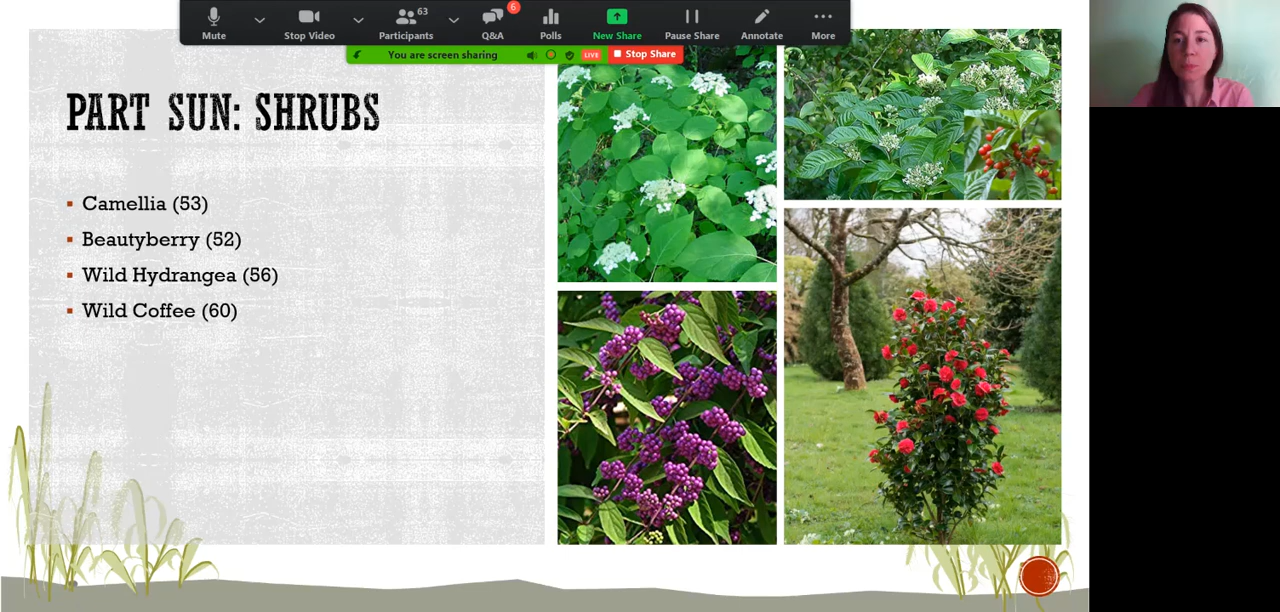 63
6
Mute
Stop Video
Participants
Q&A
Polls
New Share
Pause Share
Annotate
More
You are screen sharing
LIVE
Stop Share
PART SUN: SHRUBS
Camellia (53)
Beautyberry (52)
Wild Hydrangea (56)
Wild Coffee (60)